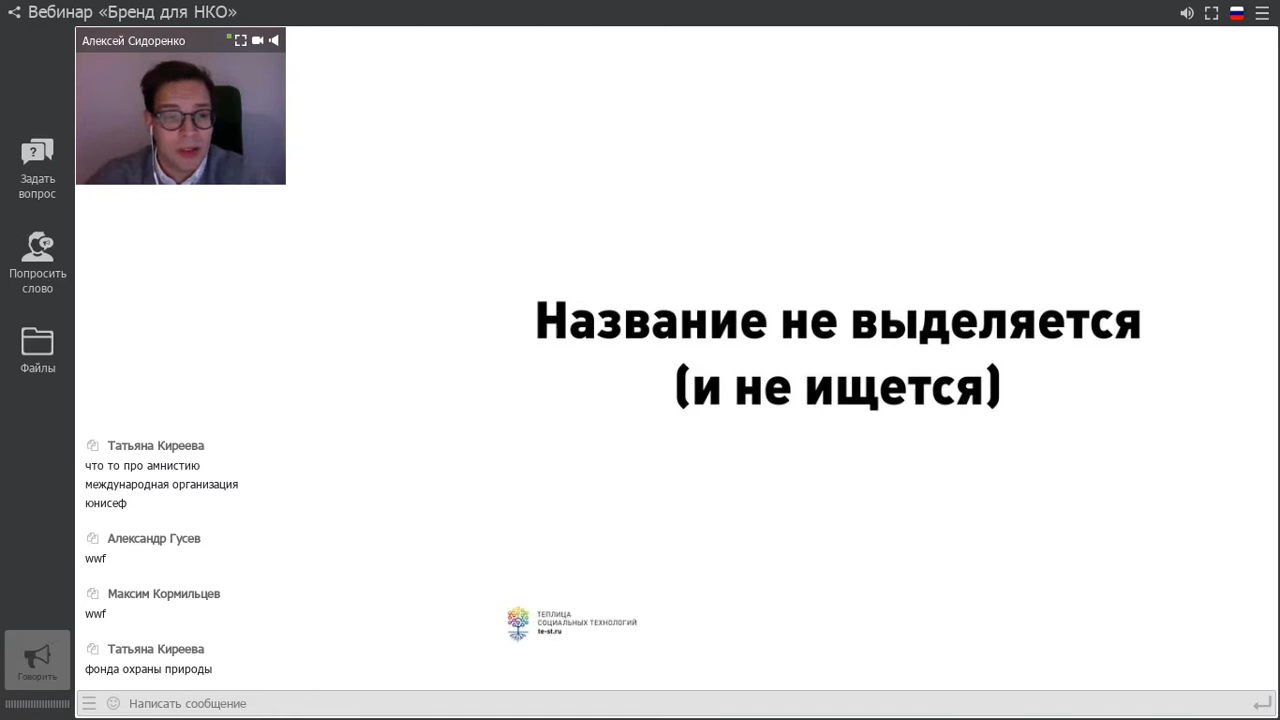 Вебинар «Бренд для НКО»
Алексей Сидоренко
Задать
вопрос
Попросить
слово
Файлы
Название не выделяется
(и не ищется)
Татьяна Киреева
что то про амнистию
международная организация
юнисеф
Александр Гусев
wwf
Максим Кормильцев
wwf
Татьяна Киреева
фонда охраны природы
ТЕПЛИЦА
СОЦИАЛЬНЫХ ТЕХНОЛОГИЙ
te-st.ru
Говорить
Написать сообщение